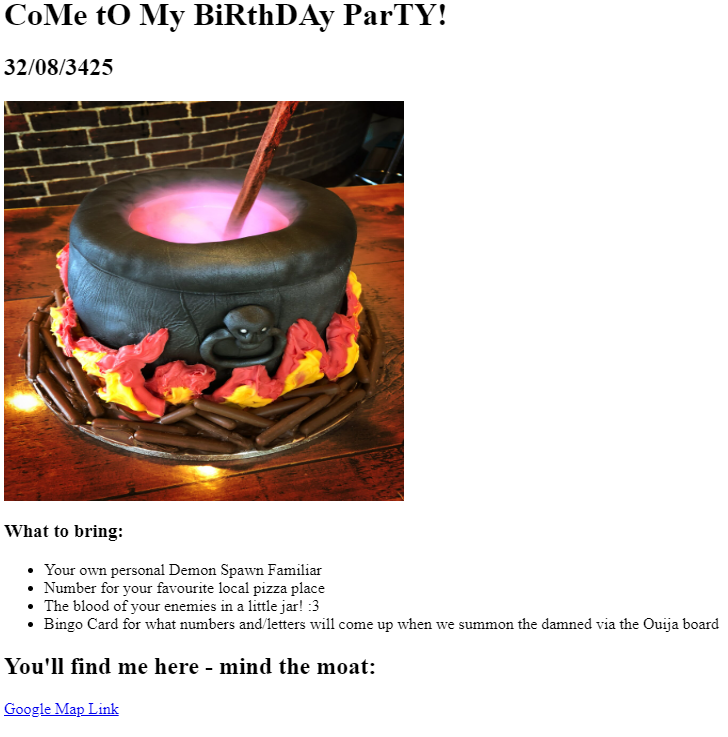 CoMe tO My BiRthDAy ParTY!
32/08/3425
What to bring:
Your own personal Demon Spawn Familiar
Number for your favourite local pizza place
The blood of your enemies in a little jar! :3
Bingo Card for what numbers and/letters will come up when we summon the damned via the Ouija board
You'll find me here - mind the moat:
Google Map Link